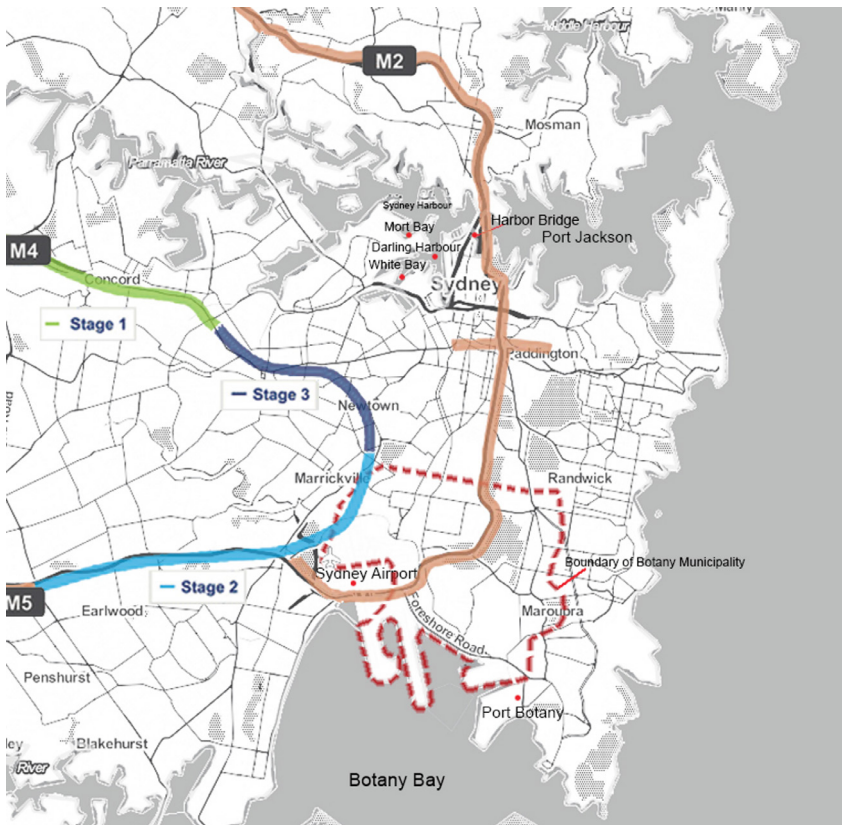 Manly
Middle Harbour
M2
Mosman
Parramatta River
Sydney Harbour
Mort Bay
Harbor Bridge
Port Jackson
Darling Harbour
M4
White Bay
Concord
Sydney
Stage 1
Paddington
Stage 3
Newtown
Marrickville
Randwick
Boundary of Botany Municipality
Sydney Airport
Stage 2
M5
Earlwood
Foreshore Road
Maroubra
Penshurst
Port Botany
Blakehurst
River
Botany Bay